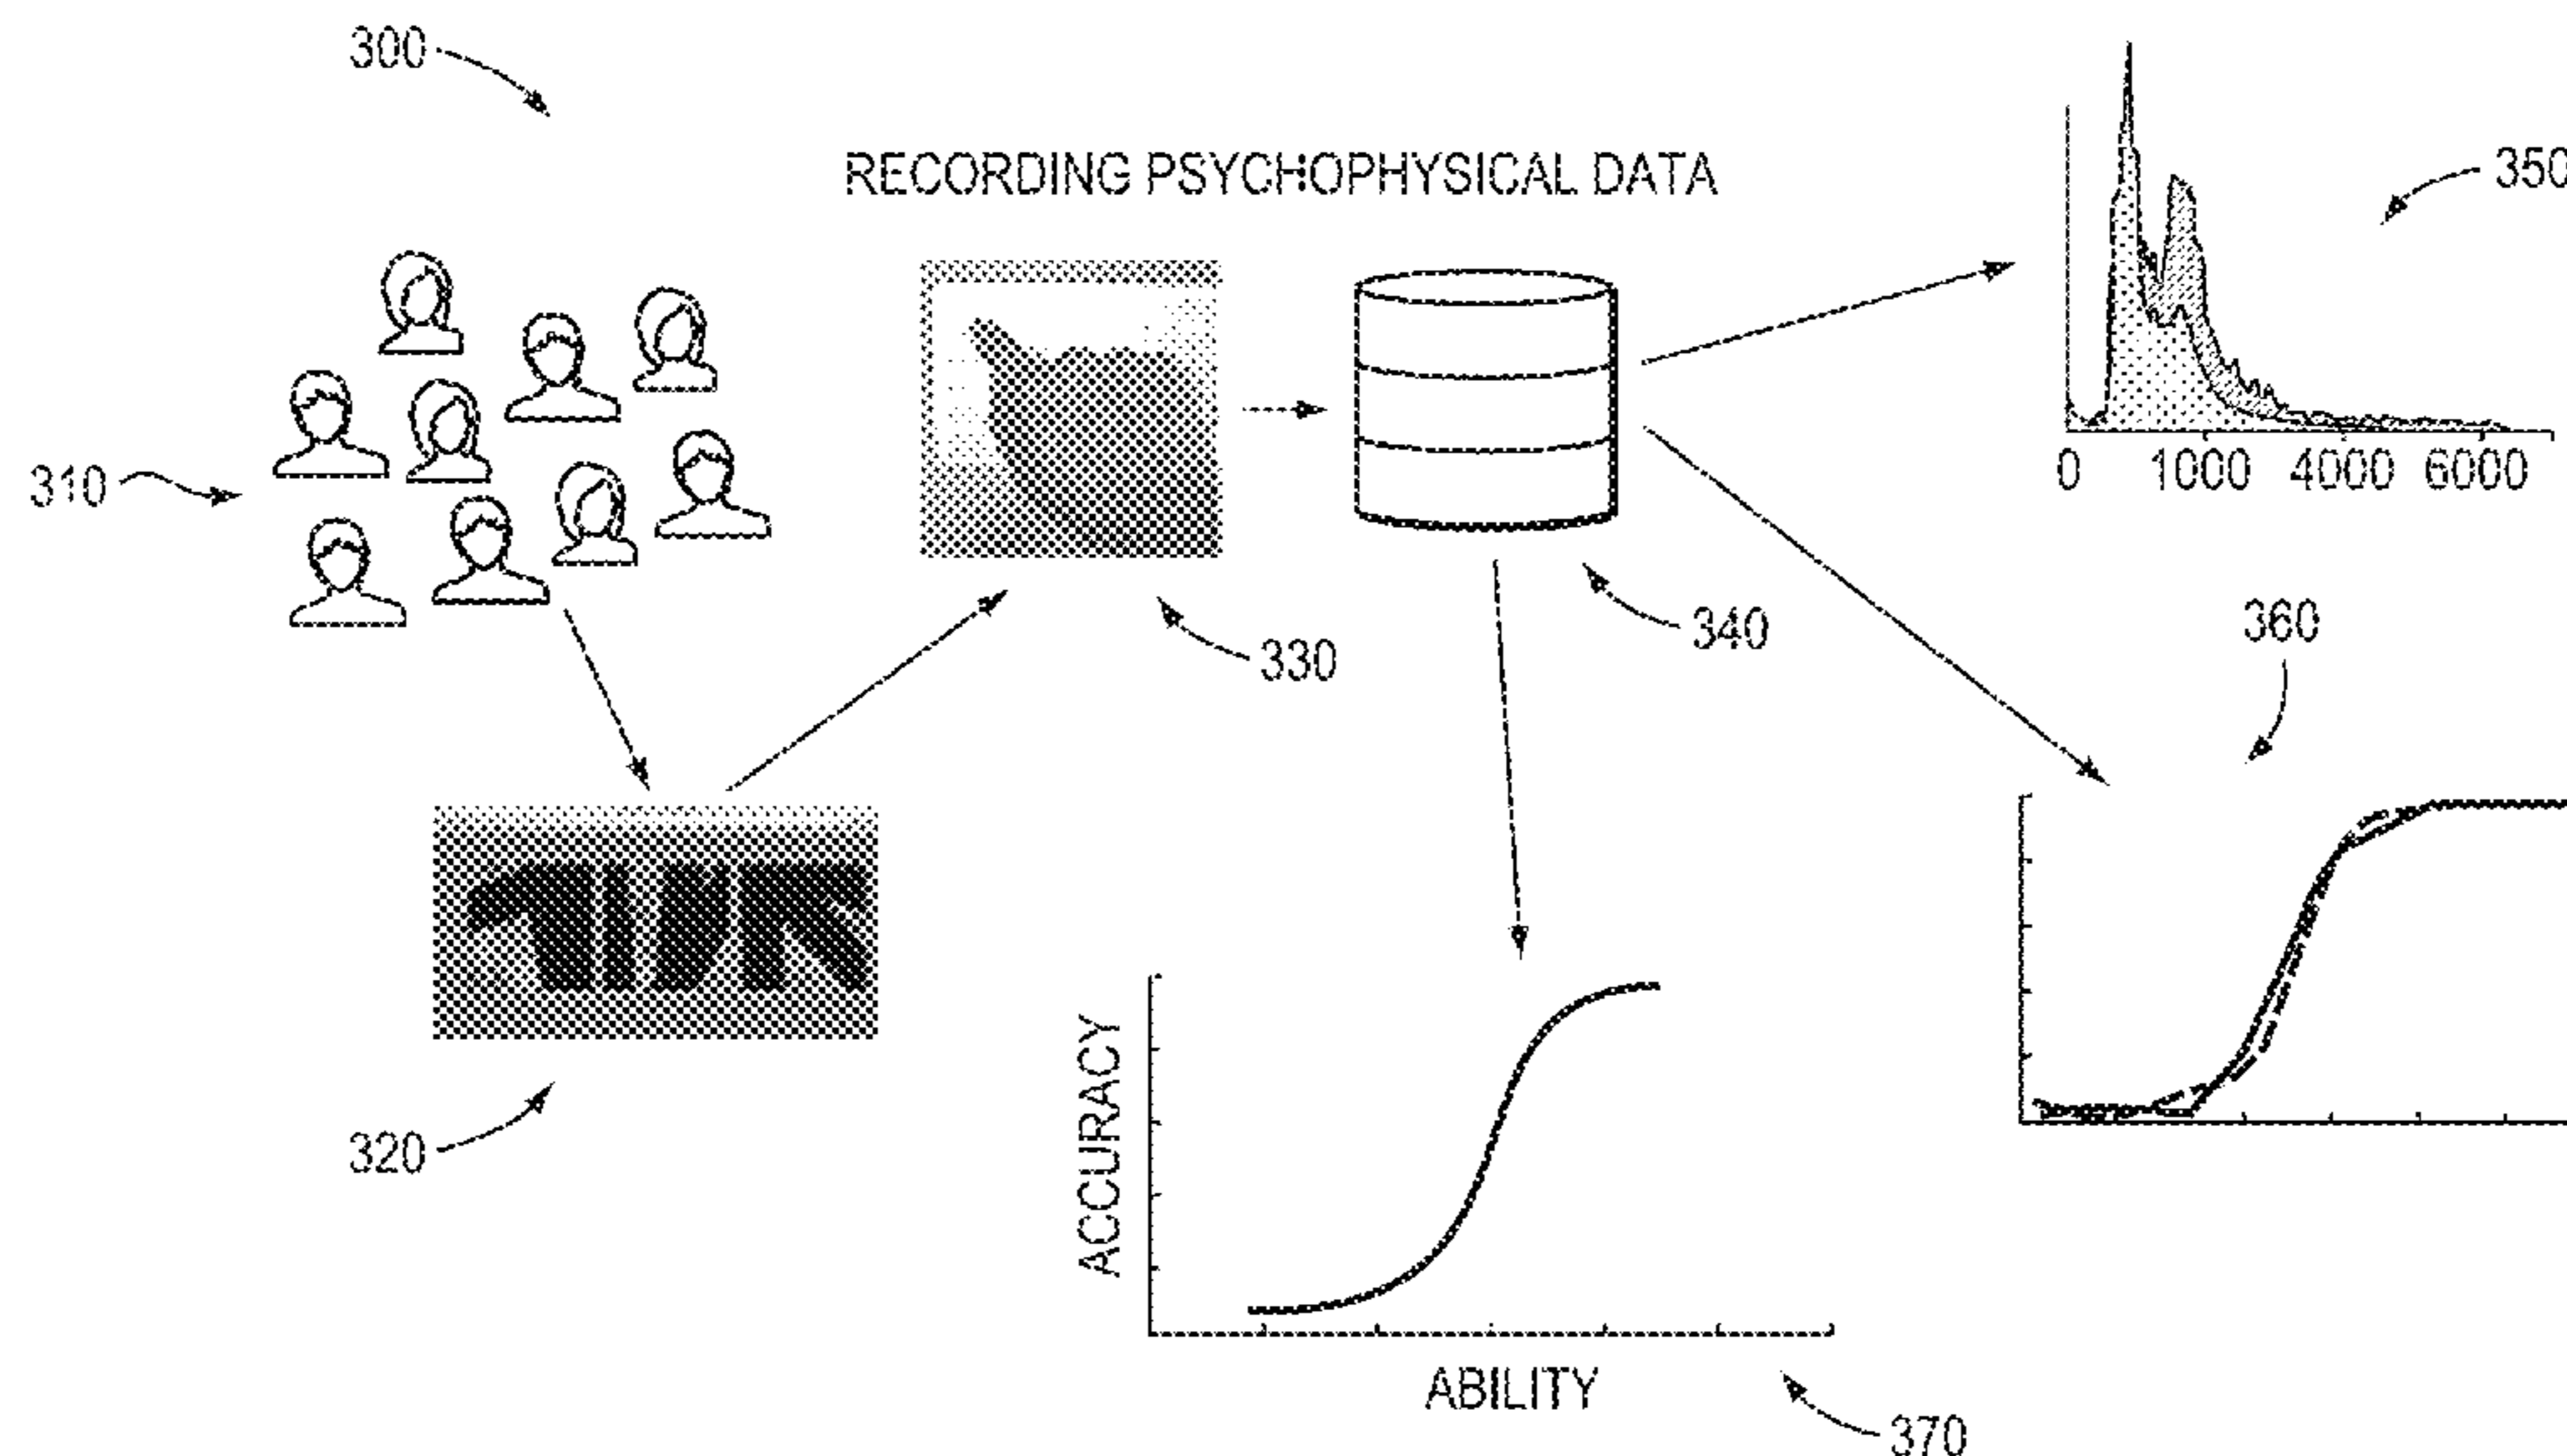 300
RECORDING PSYCHOPHYSICAL DATA
350
310
0 1000 4000 6000
340
330
360
320
ACCURACY
ABILITY
370